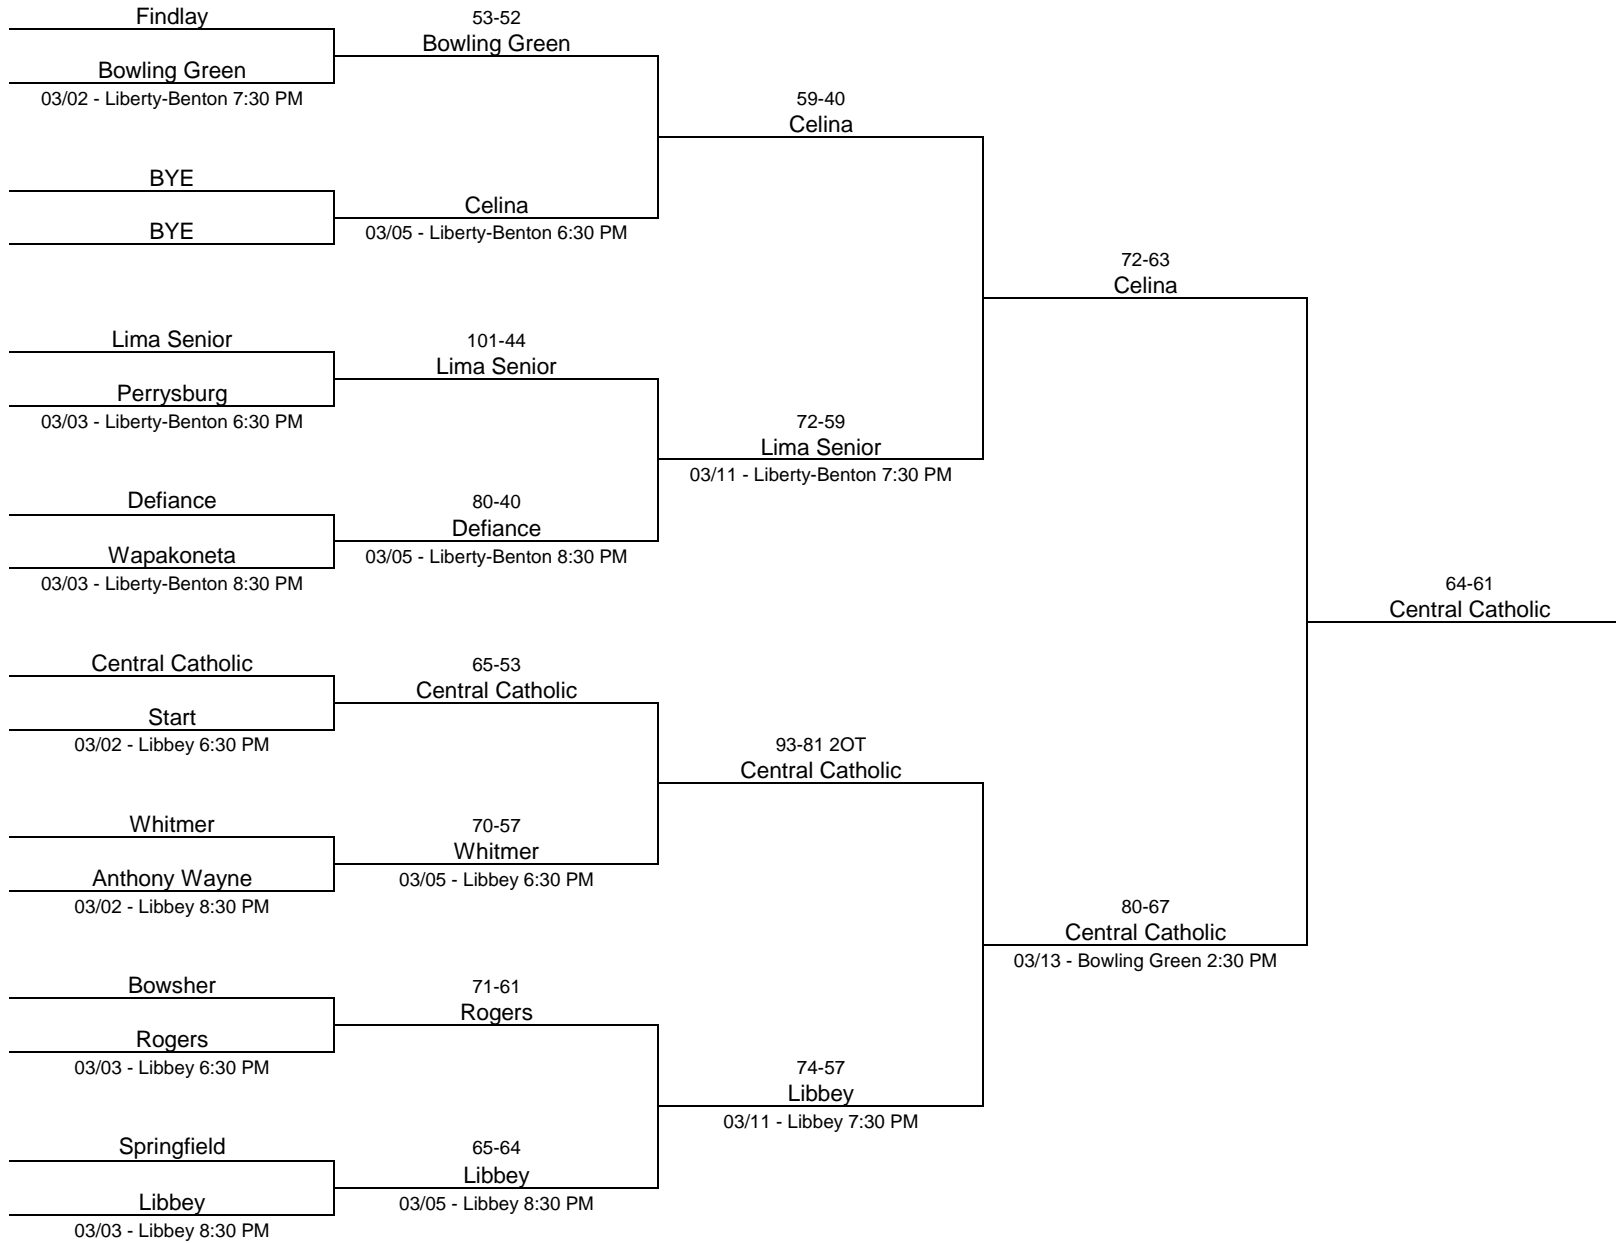 Findlay
Bowling Green
03/02 - Liberty-Benton 7:30 PM
BYE
BYE
Lima Senior
Perrysburg
03/03 - Liberty-Benton 6:30 PM
Defiance
Wapakoneta
03/03 - Liberty-Benton 8:30 PM
Central Catholic
Start
03/02 - Libbey 6:30 PM
Whitmer
Anthony Wayne
03/02 - Libbey 8:30 PM
Bowsher
Rogers
03/03 - Libbey 6:30 PM
Springfield
Libbey
03/03 - Libbey 8:30 PM
53-52
Bowling Green
Celina
03/05 - Liberty-Benton 6:30 PM
101-44
Lima Senior
80-40
Defiance
03/05 - Liberty-Benton 8:30 PM
65-53
Central Catholic
70-57
Whitmer
03/05 - Libbey 6:30 PM
71-61
Rogers
65-64
Libbey
03/05 - Libbey 8:30 PM
59-40
Celina
72-59
Lima Senior
03/11 - Liberty-Benton 7:30 PM
93-81 2OT
Central Catholic
74-57
Libbey
03/11 - Libbey 7:30 PM
72-63
Celina
80-67
Central Catholic
03/13 - Bowling Green 2:30 PM
64-61
Central Catholic